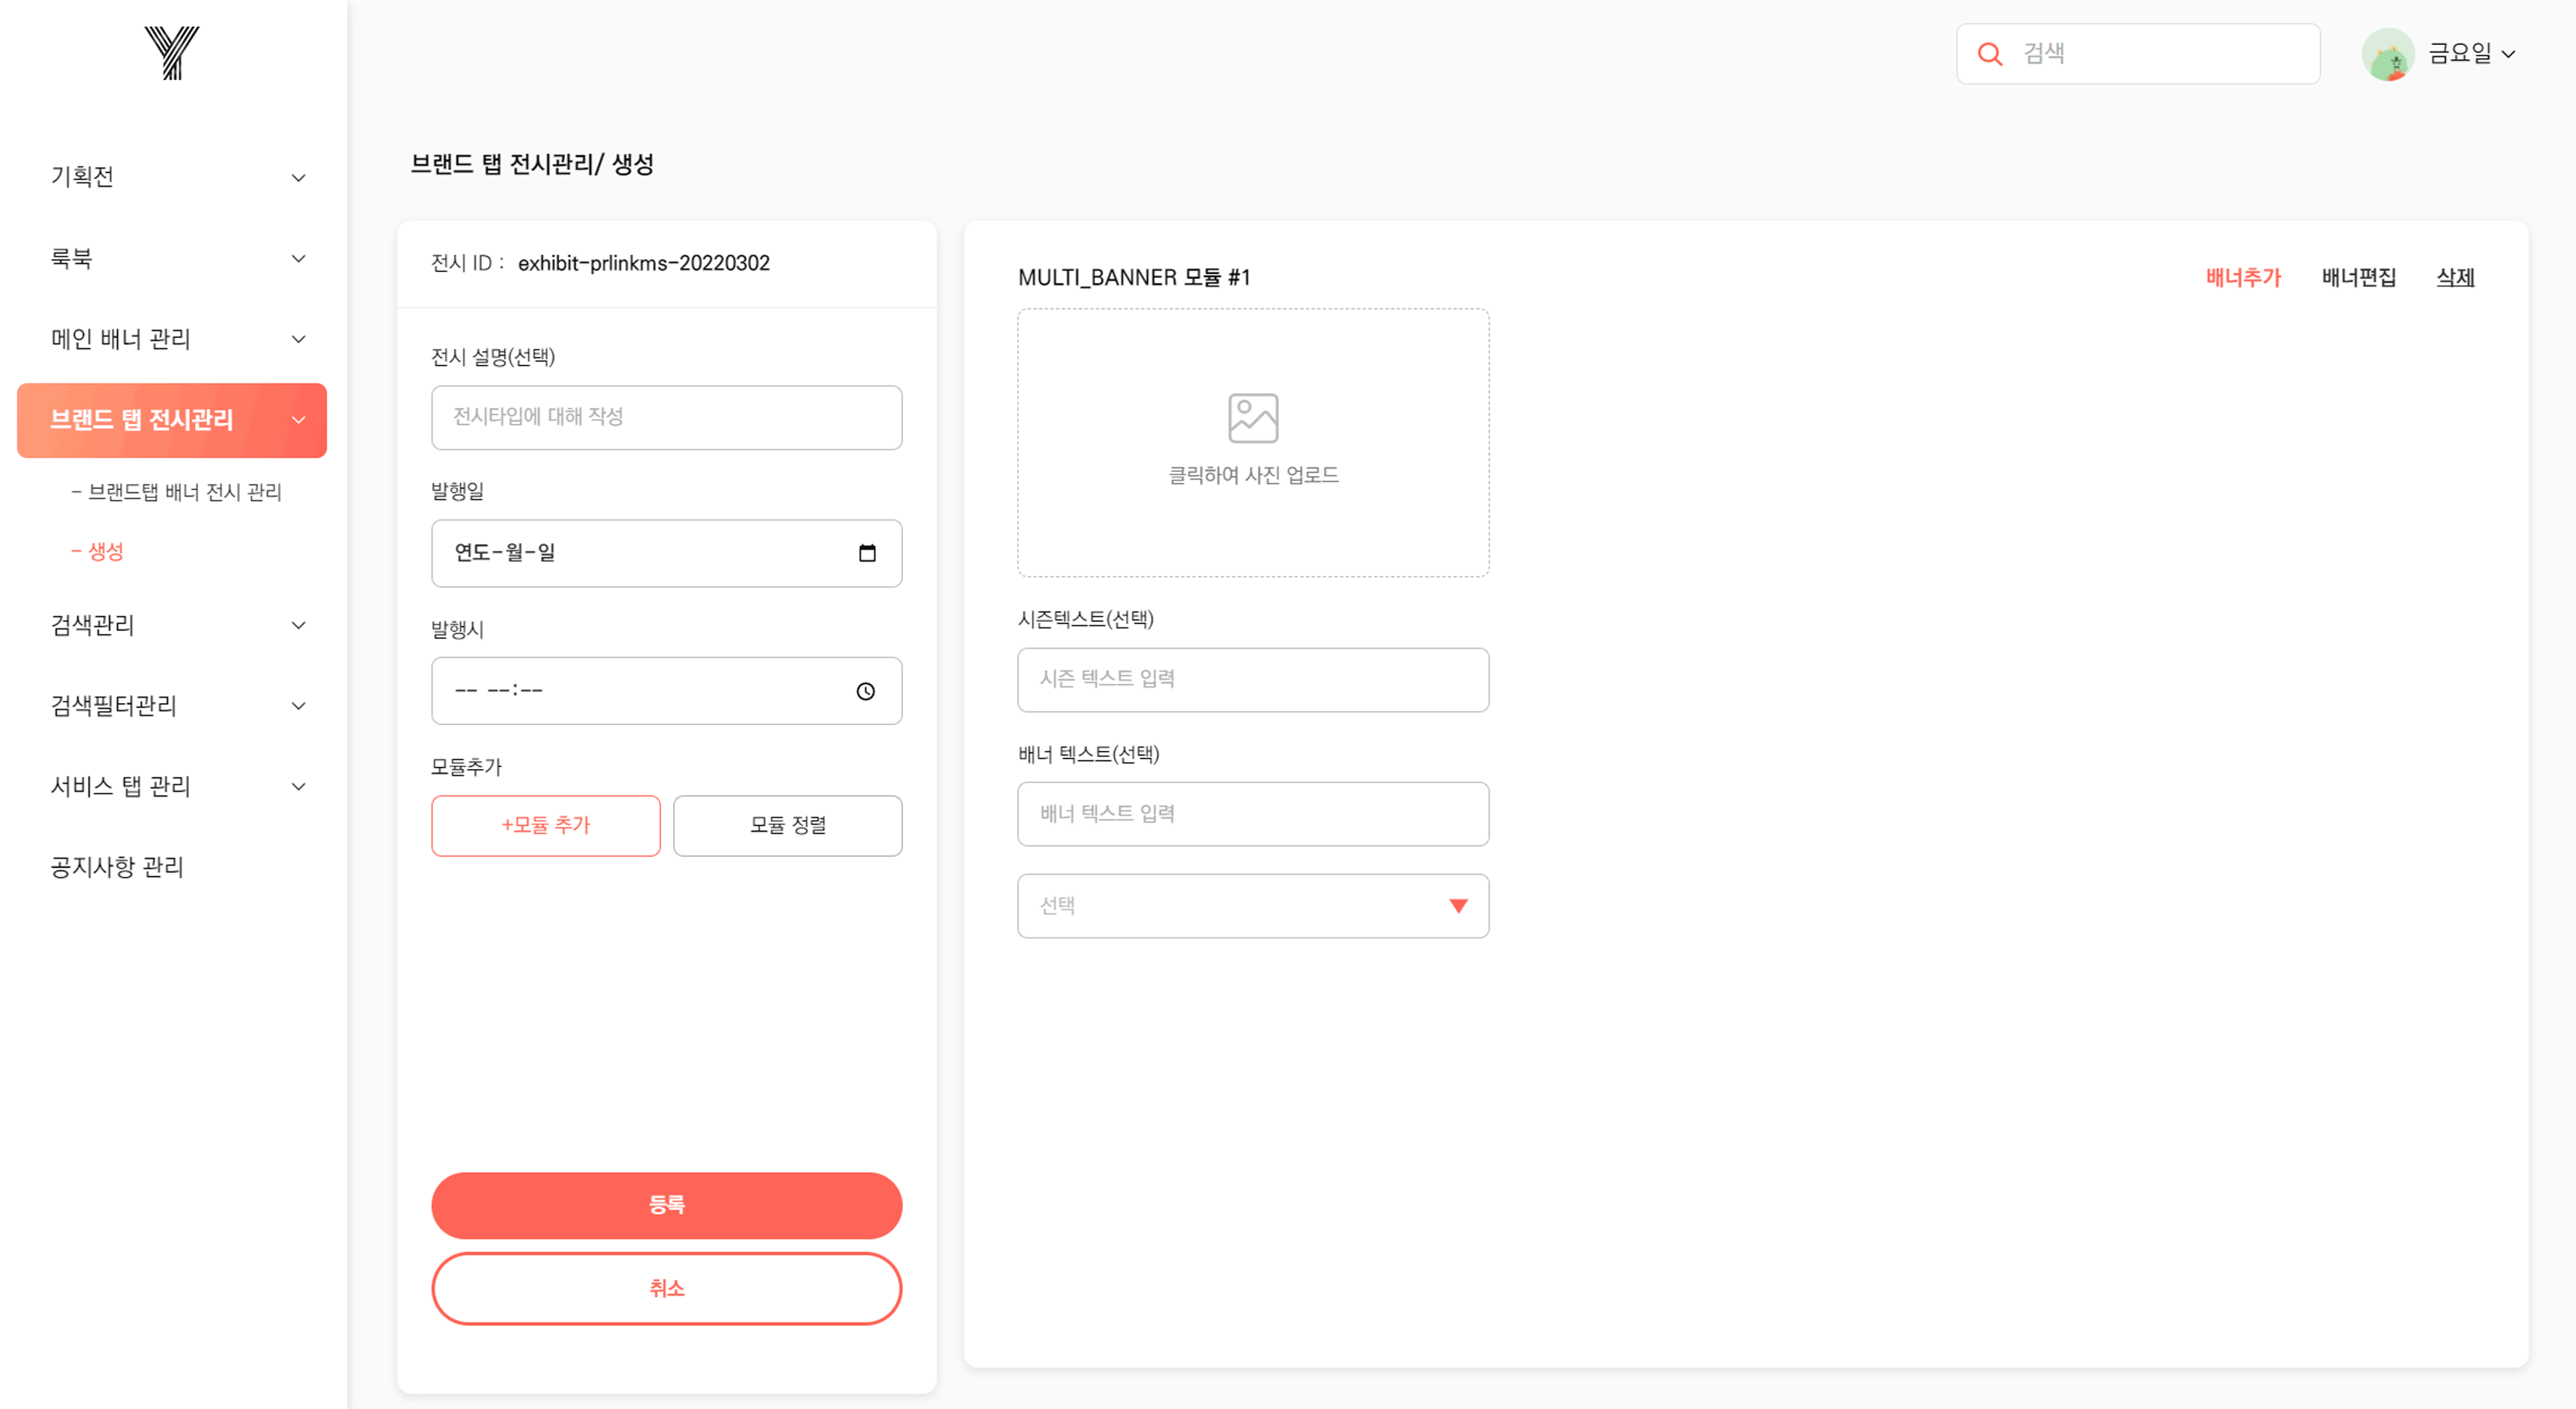 Y
검색
금요일
기획전
룩북
메인 배너 관리
브랜드 탭 전시관리
- 브랜드탭 배너 전시 관리
- 생성
검색관리
검색필터관리
서비스 탭 관리
공지사항 관리
브랜드 탭 전시관리/ 생성
전시 ID : exhibit-prlinkms-20220302
전시 설명(선택)
전시타입에 대해 작성
발행일
연도-월-일
발행시
-- --:--
모듈추가
+모듈 추가
모듈 정렬
등록
취소
MULTI_BANNER 모듈 #1
배너추가
배너편집
삭제
클릭하여 사진 업로드
시즌텍스트(선택)
시즌 텍스트 입력
배너 텍스트(선택)
배너 텍스트 입력
선택